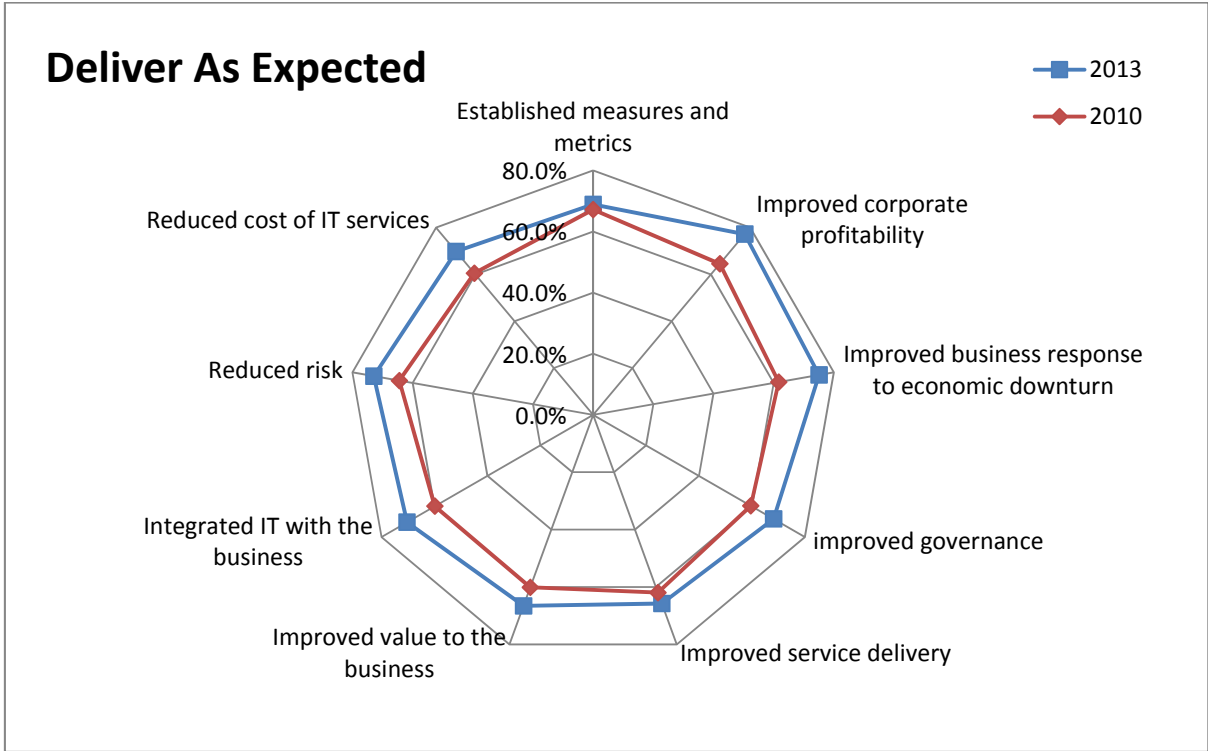 Deliver As Expected
2013
2010
Established measures and
metrics
80.0%
60.0%
40.0%
20.0%
0.0%
Improved corporate
profitability
Improved business response
to economic downturn
improved governance
Improved service delivery
Improved value to the
business
Integrated IT with the
business
Reduced risk
Reduced cost of IT services